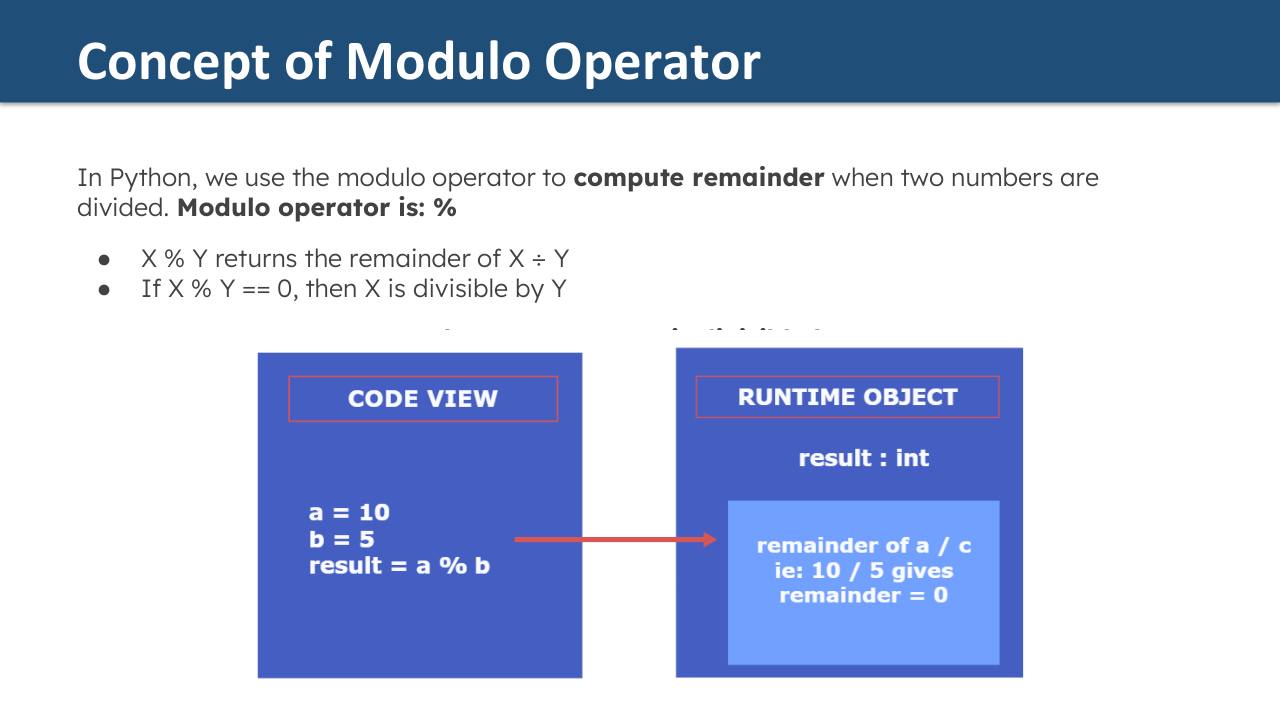 Concept of Modulo Operator
In Python, we use the modulo operator to compute remainder when two numbers are
divided. Modulo operator is: %
● X % Y returns the remainder of X ÷ Y
● If X % Y == 0, then X is divisible by Y
CODE VIEW
a = 10
b = 5
result = a % b
RUNTIME OBJECT
result : int
remainder of a / c
ie: 10 / 5 gives
remainder = 0